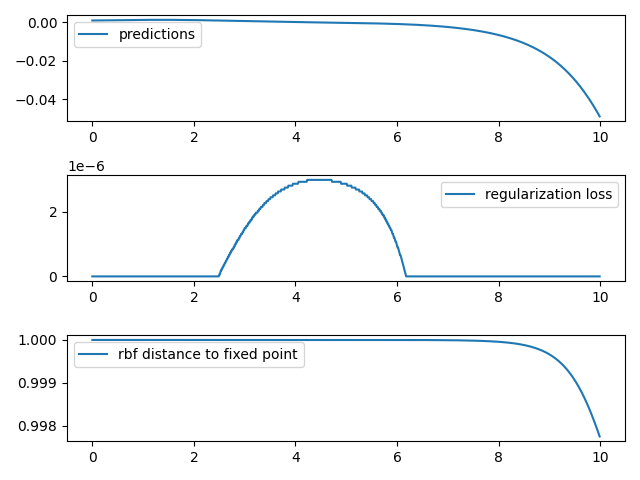 0.00
−0.02
−0.04
predictions
0 2 4 6 8 10
1e−6
2
0
regularization loss
0 2 4 6 8 10
1.000
0.999
0.998
rbf distance to fixed point
0 2 4 6 8 10